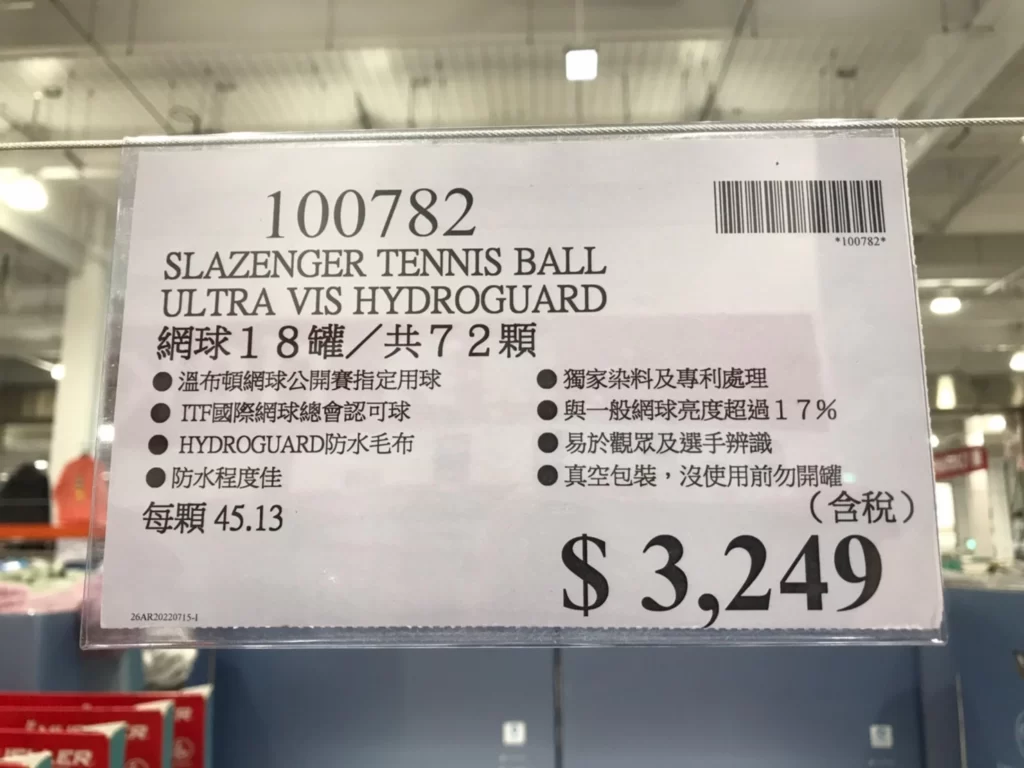 100782
*100782*
SLAZENGER TENNIS BALL
ULTRA VIS HYDROGUARD
網球１８罐／共７２顆
●溫布頓網球公開賽指定用球
● ITF國際網球總會認可球
● HYDROGUARD防水毛布
●防水程度佳
●獨家染料及專利處理
●與一般網球亮度超過１７%
●易於觀眾及選手辨識
●真空包裝，沒使用前勿開罐
每顆 45.13
（含稅）
$ 3,249
26AR20220715-1